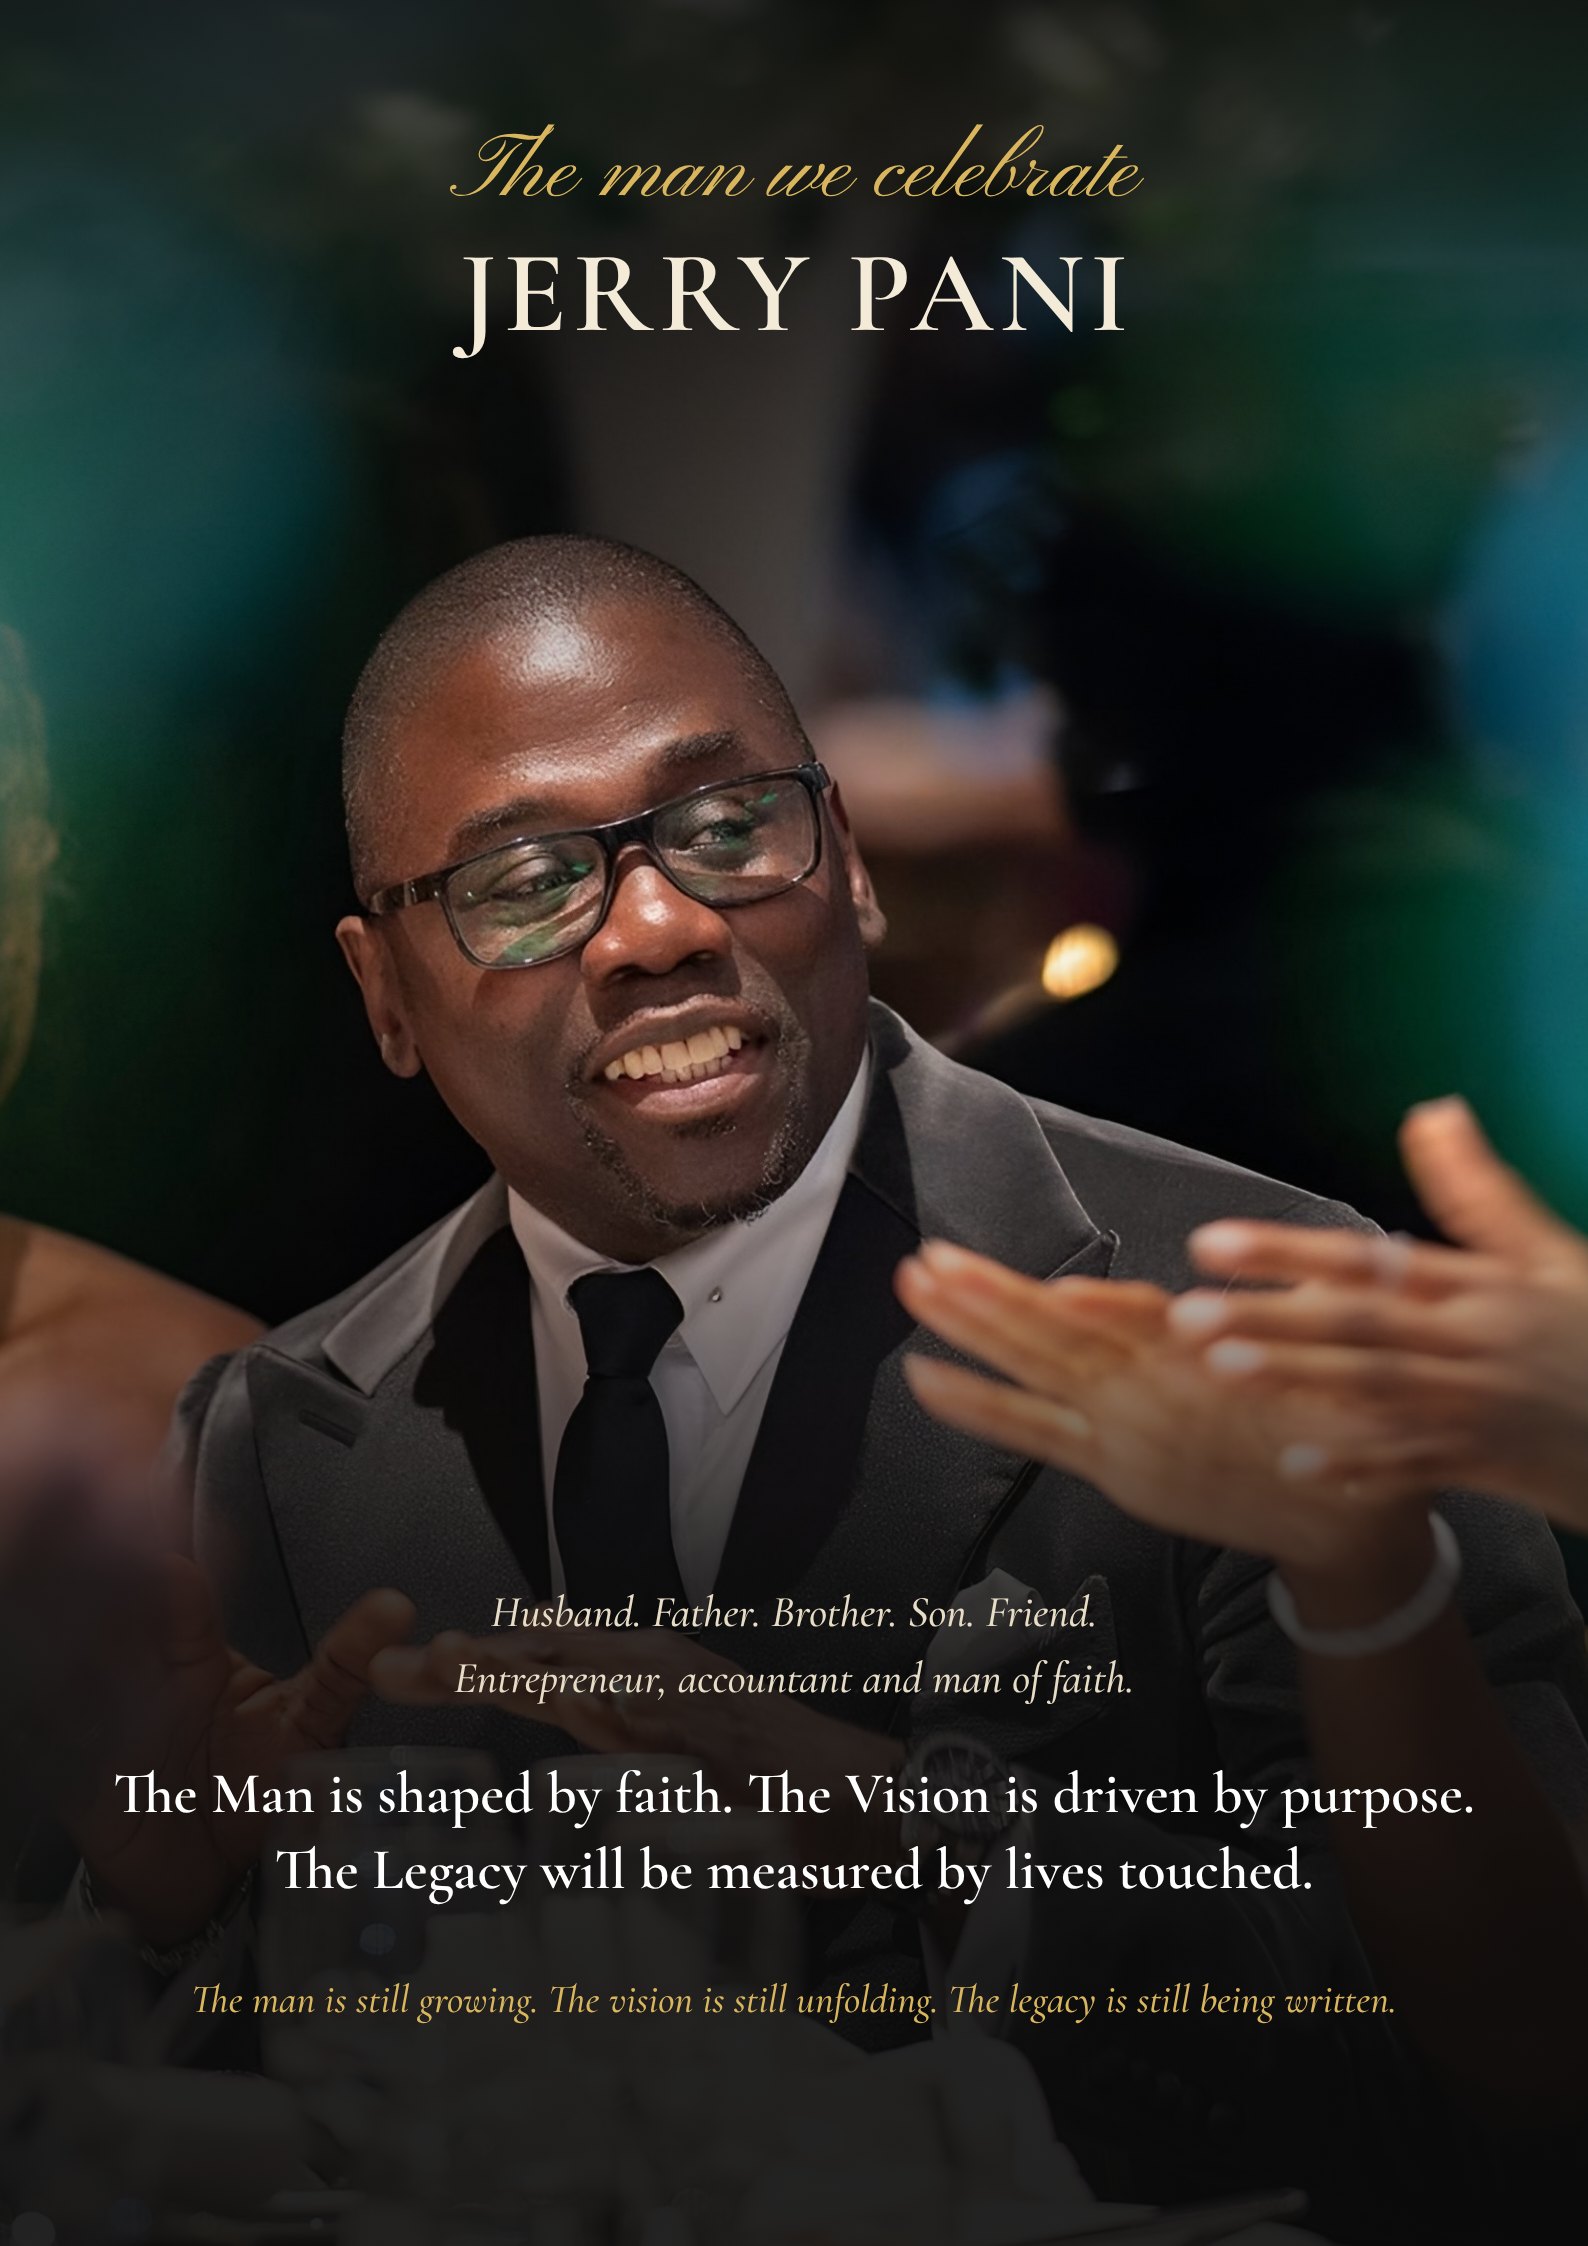 The man we celebrate
JERRY PANI
Husband. Father. Brother. Son. Friend.
Entrepreneur, accountant and man of faith.
The Man is shaped by faith. The Vision is driven by purpose.
The Legacy will be measured by lives touched.
The man is still growing. The vision is still unfolding. The legacy is still being written.